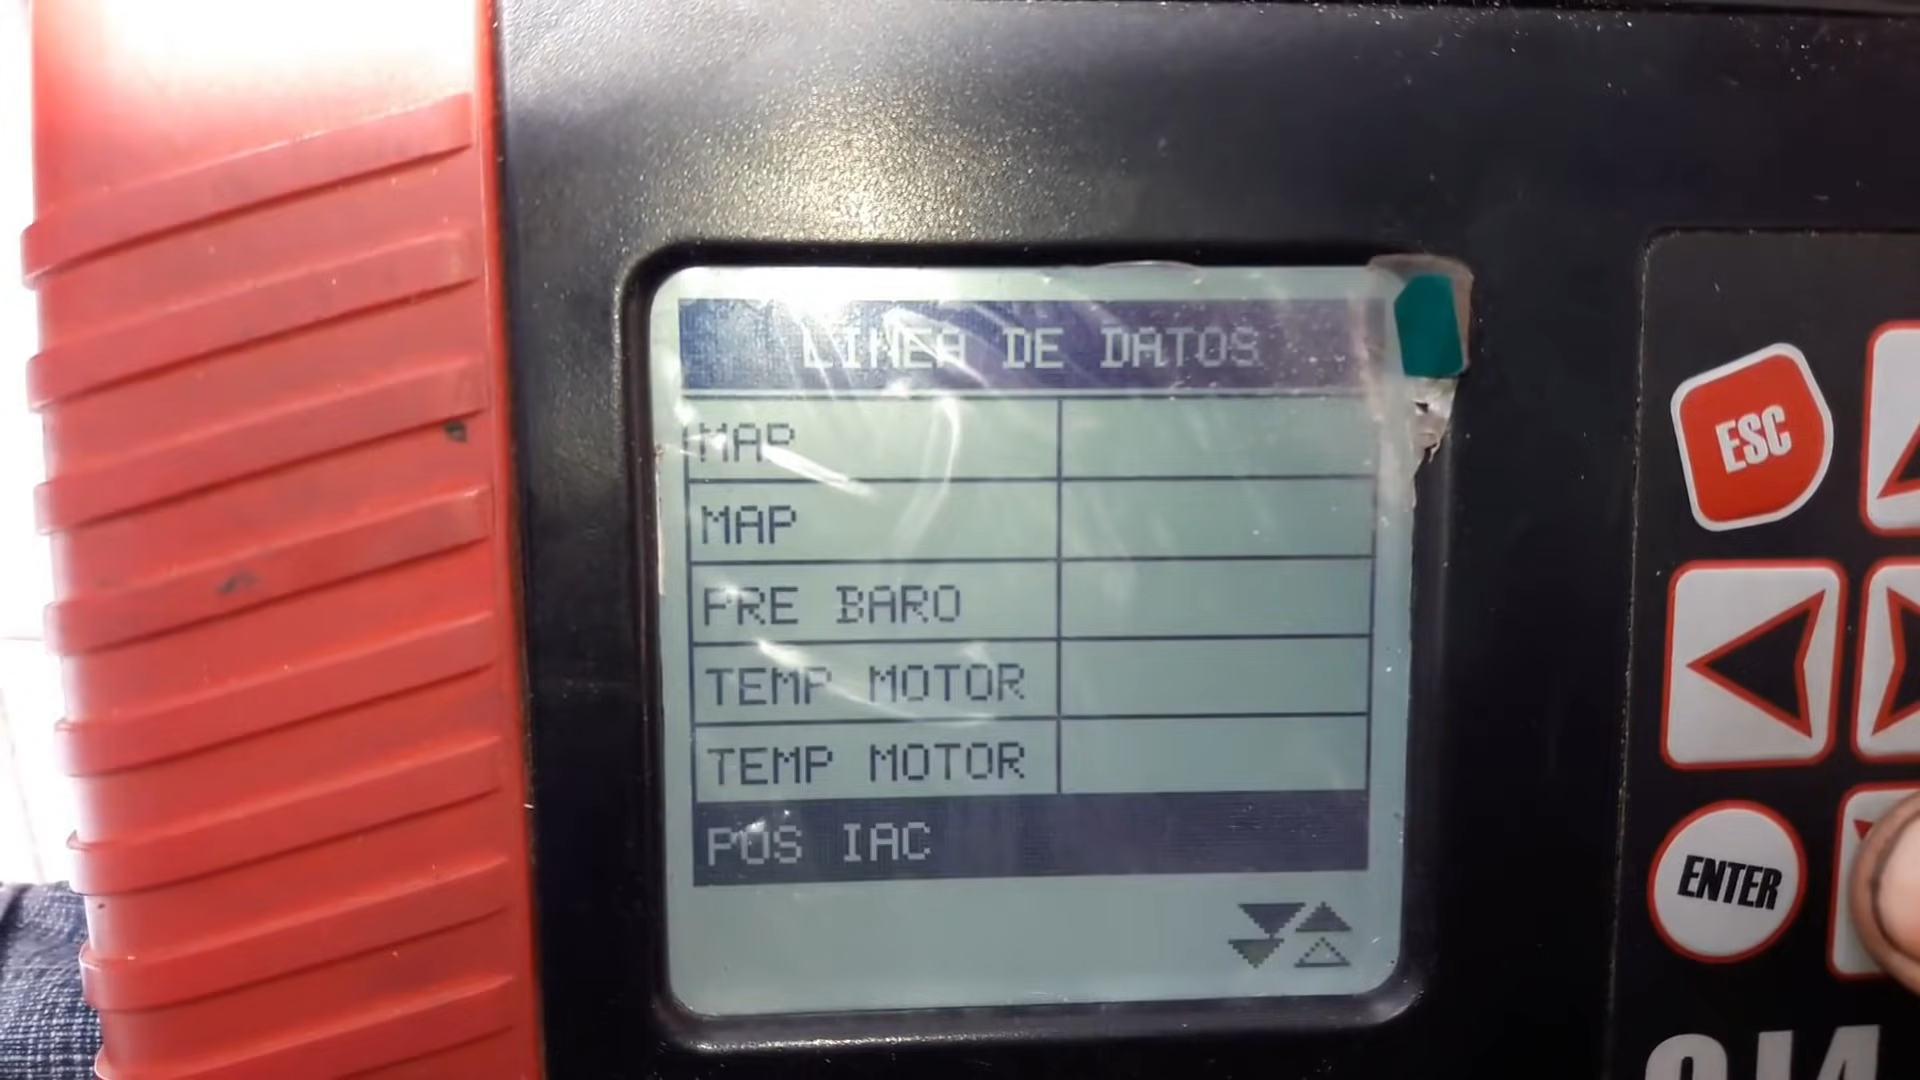 LINEA DE DATOS
MAP
MAP
PRE BARO
TEMP MOTOR
TEMP MOTOR
POS IAC
ESC
ENTER